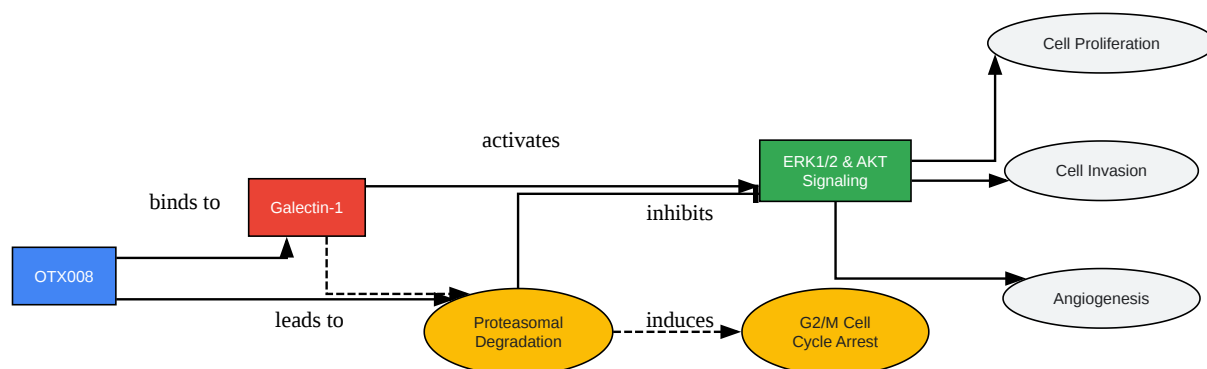 Cell Proliferation
activates
ERK1/2 & AKT
Signaling
Cell Invasion
binds to
Galectin-1
inhibits
OTX008
Angiogenesis
leads to
Proteasomal
Degradation
induces
G2/M Cell
Cycle Arrest